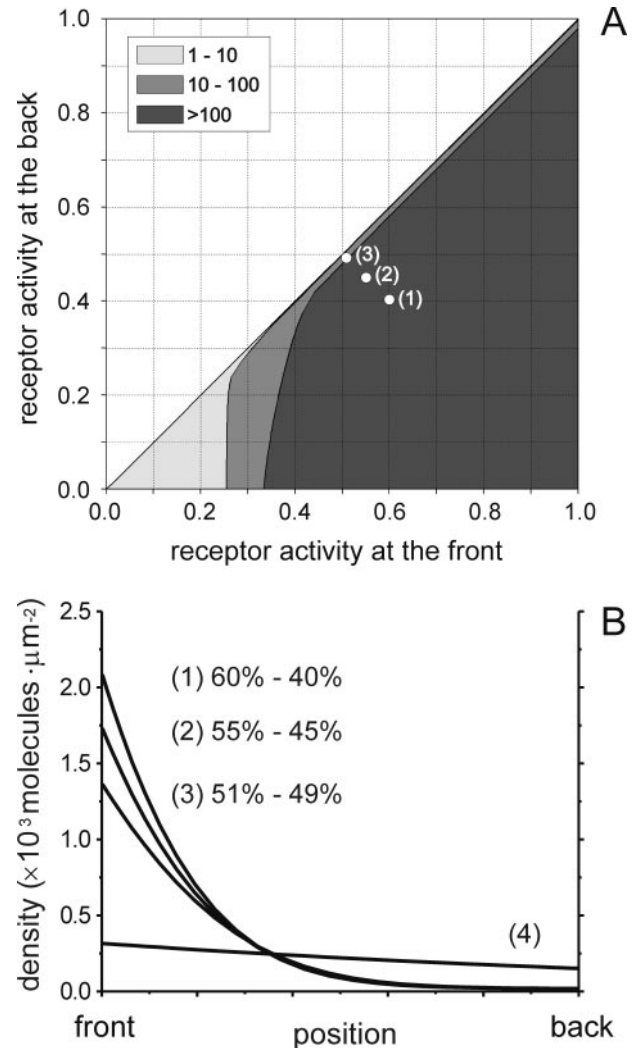 A
1.0
0.8
0.6
0.4
0.2
0.0
receptor activity at the back
1 - 10
10 - 100
>100
(3)
(2)
(1)
0.0 0.2 0.4 0.6 0.8 1.0
receptor activity at the front
B
2.5
2.0
1.5
1.0
0.5
0.0
density (×10³ molecules ·µm⁻²)
(1) 60% - 40%
(2) 55% - 45%
(3) 51% - 49%
(4)
front position back